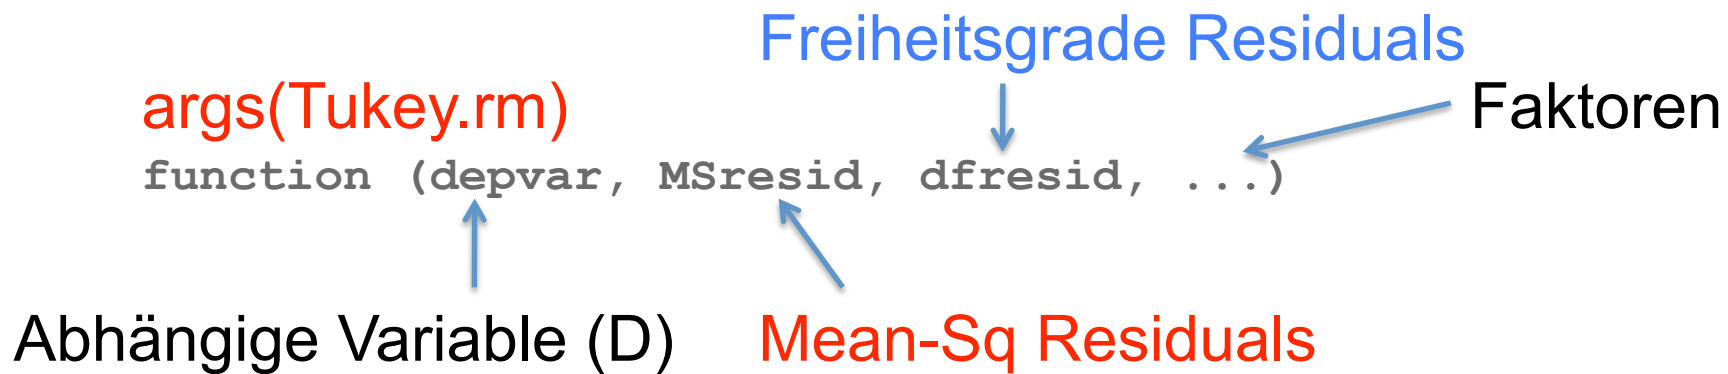 Freiheitsgrade Residuals
args(Tukey.rm)
Faktoren
function (depvar, MSresid, dfresid, ...)
Abhängige Variable (D)
Mean-Sq Residuals